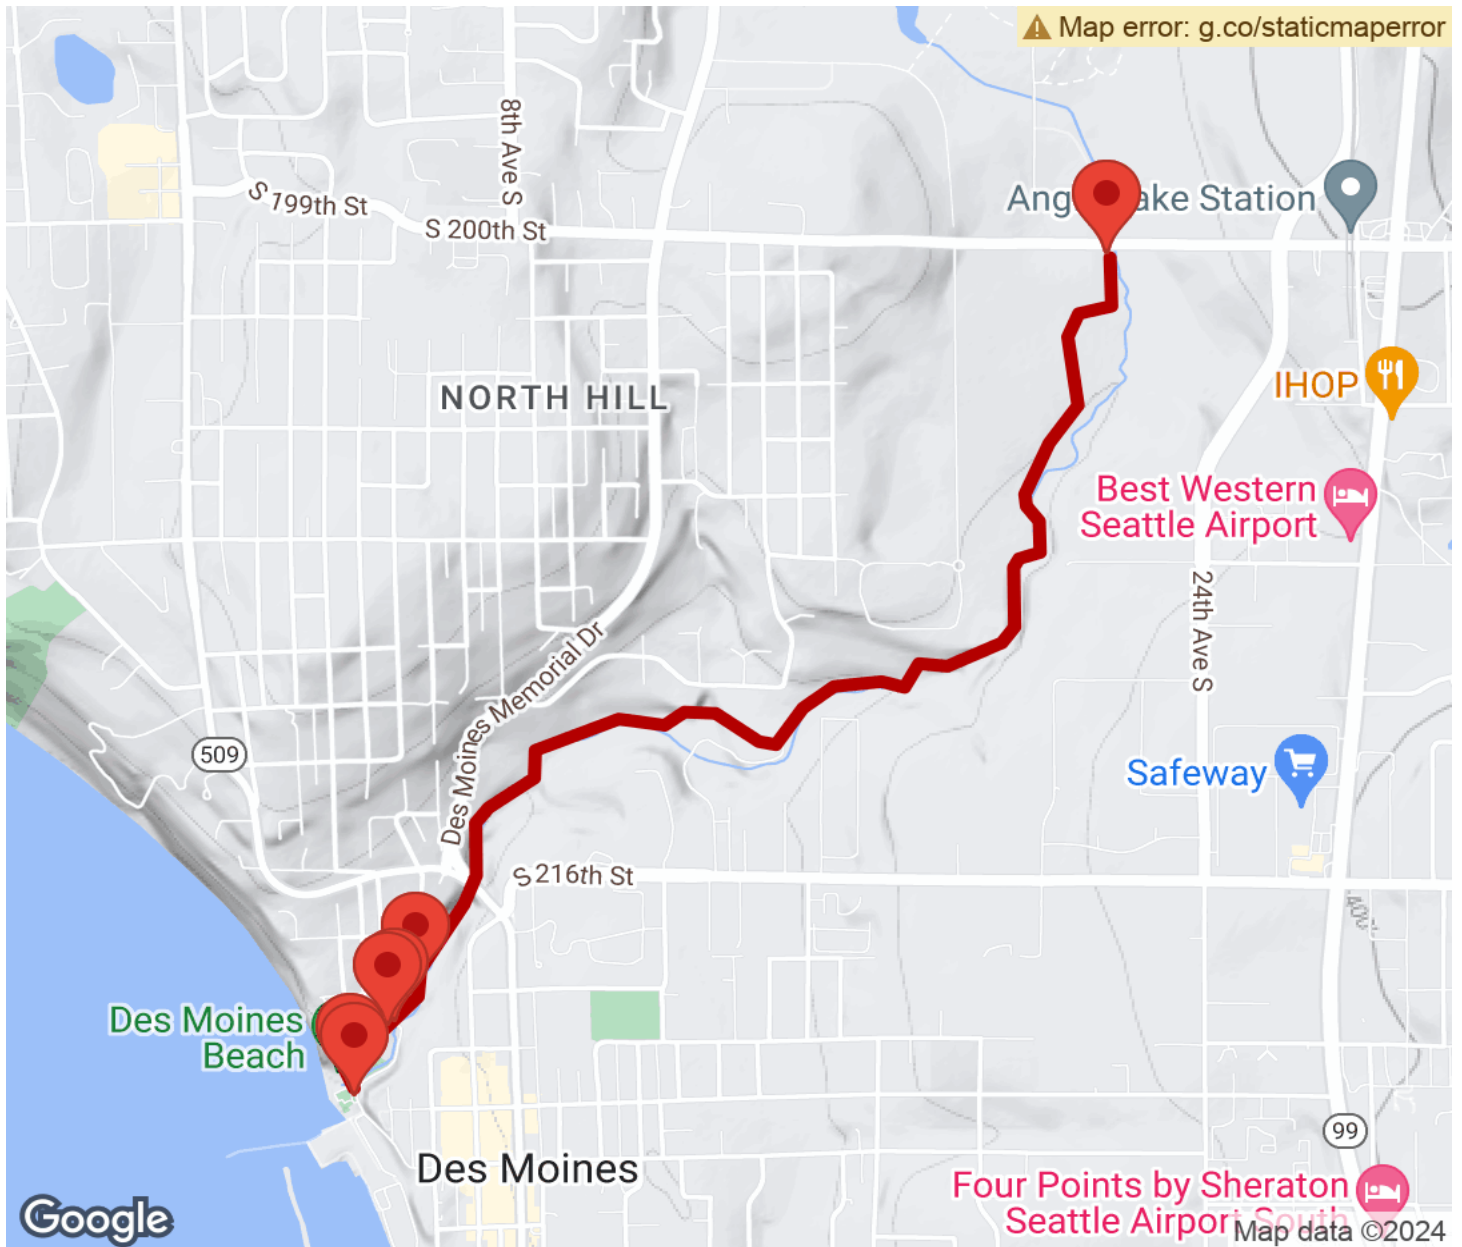 Map error: g.co/staticmaperror
8th Ave S
S 199th St
S 200th St
Ang ake Station
NORTH HILL
IHOP
Best Western
Seattle Airport
24th Ave S
Des Moines Memorial Dr
509
Safeway
S 216th St
Des Moines
Beach
99
Des Moines
Four Points by Sheraton
Seattle Airport South
Google
Map data ©2024